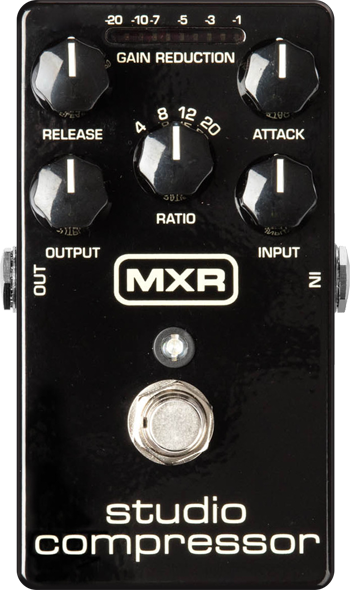 -20 -10 -7 -5 -3 -1
GAIN REDUCTION
RELEASE
ATTACK
4 8 12 20
RATIO
OUTPUT
INPUT
OUT
IN
MXR
studio
compressor